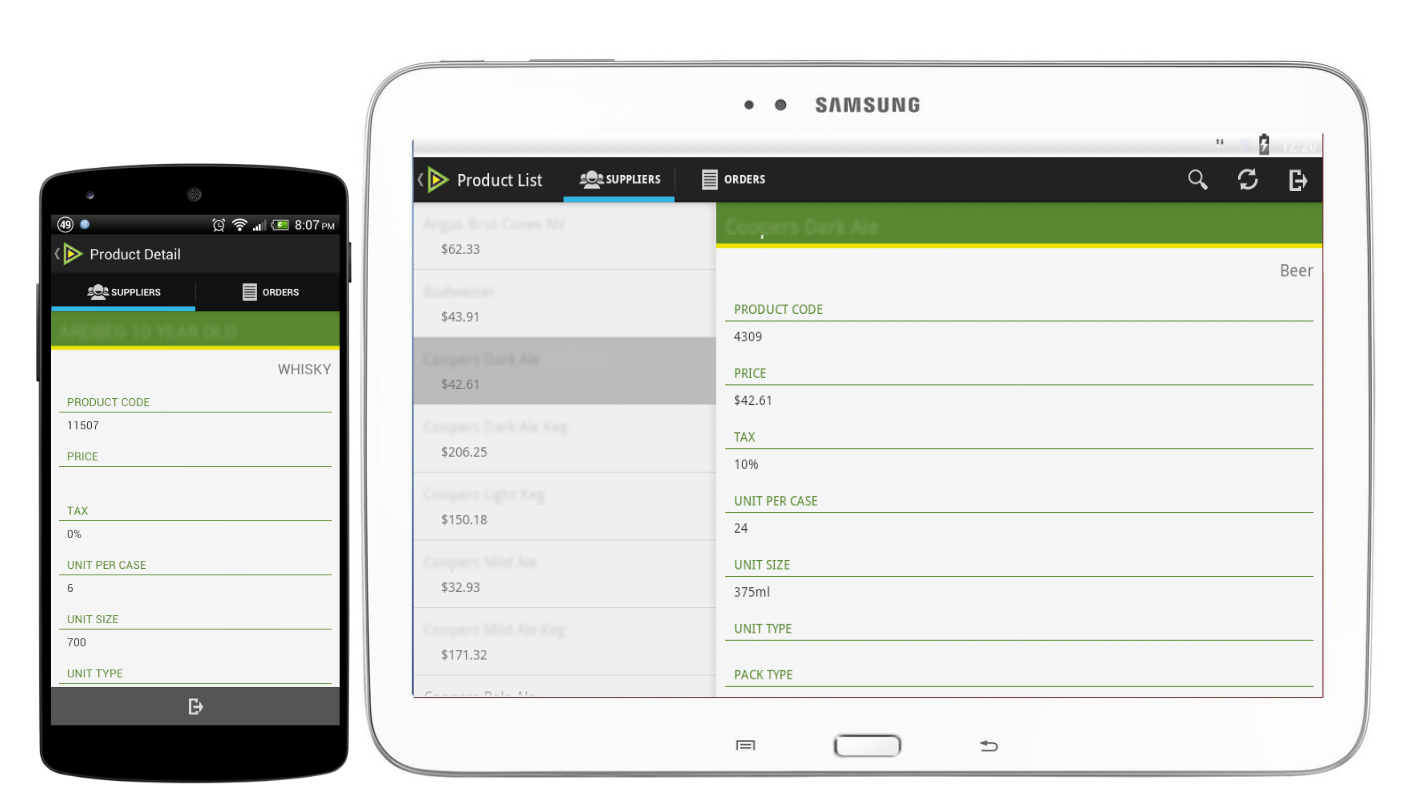 49
8:07 PM
Product Detail
SUPPLIERS
ORDERS
ARDBEG 10 YEAR OLD
WHISKY
PRODUCT CODE
11507
PRICE
TAX
0%
UNIT PER CASE
6
UNIT SIZE
700
UNIT TYPE
SAMSUNG
12:20
Product List
SUPPLIERS
ORDERS
Angas Brut Cuvee NV
$62.33
Budweiser
$43.91
Coopers Dark Ale
$42.61
Coopers Dark Ale Keg
$206.25
Coopers Light Keg
$150.18
Coopers Mild Ale
$32.93
Coopers Mild Ale Keg
$171.32
Coopers Pale Ale
Coopers Dark Ale
Beer
PRODUCT CODE
4309
PRICE
$42.61
TAX
10%
UNIT PER CASE
24
UNIT SIZE
375ml
UNIT TYPE
PACK TYPE